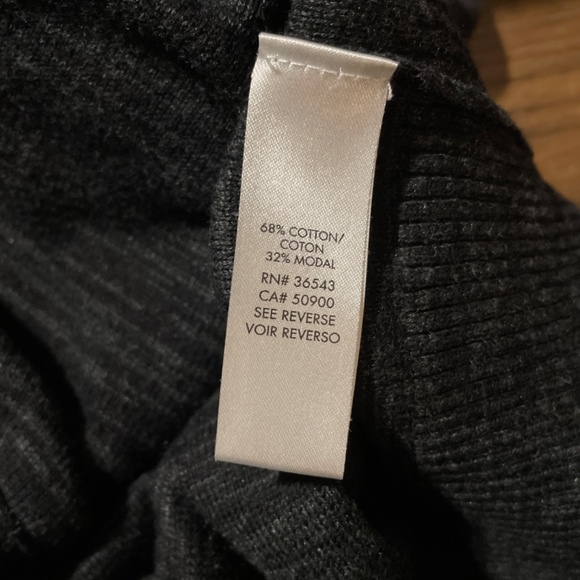 68% COTTON/
COTON
32% MODAL
RN# 36543
CA# 50900
SEE REVERSE
VOIR REVERSO